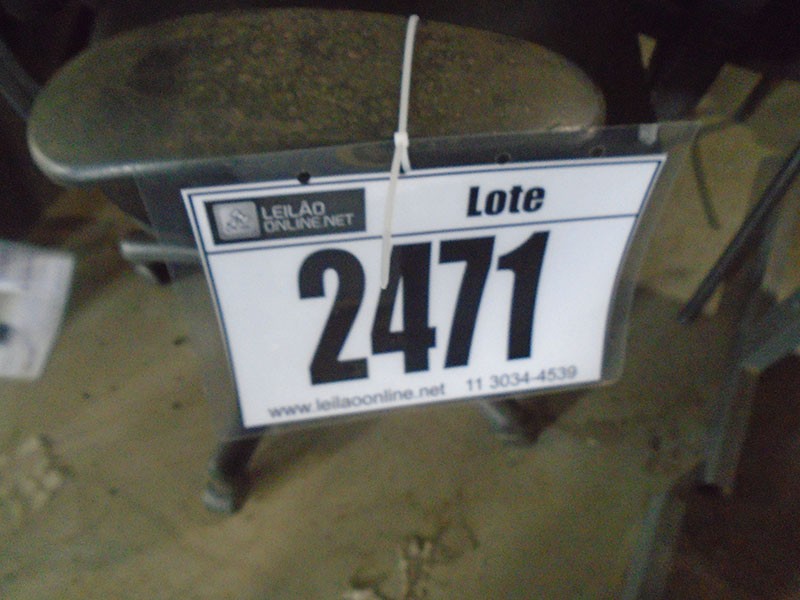 LEILÃO
ONLINE.NET
Lote
2471
www.leilaoonline.net 11 3034-4539